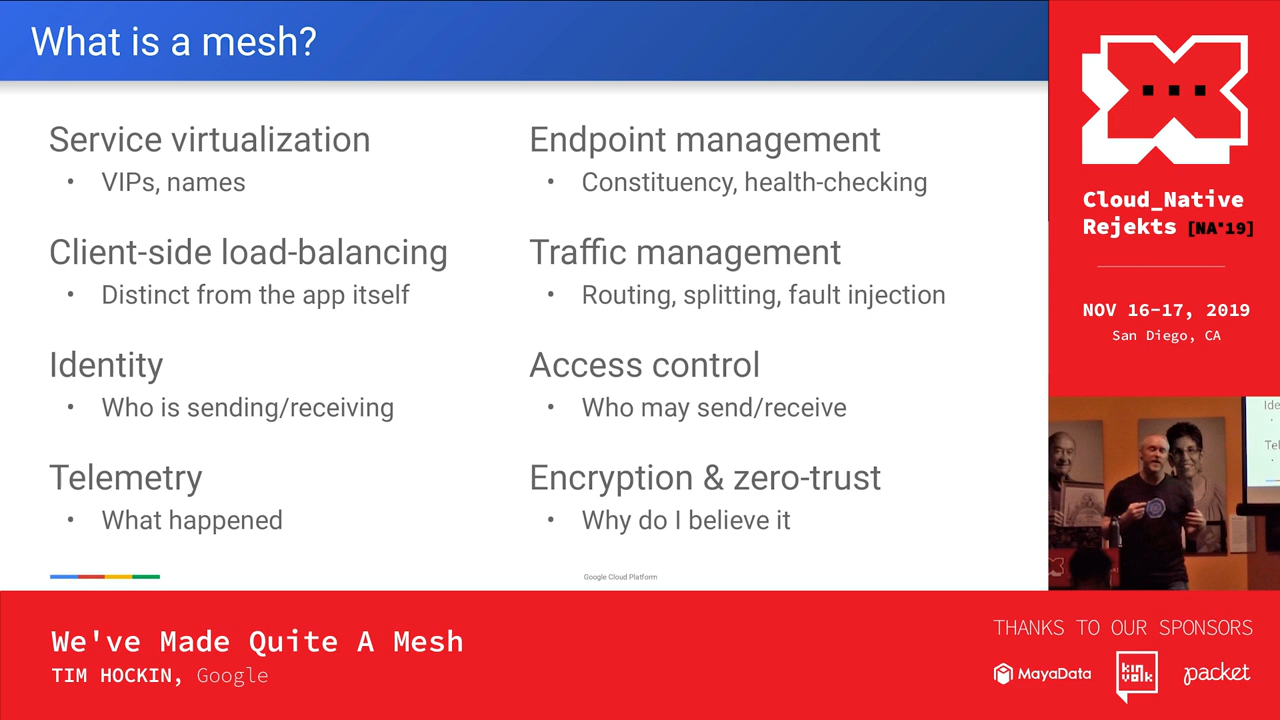 What is a mesh?
Service virtualization
• VIPs, names
Client-side load-balancing
• Distinct from the app itself
Identity
• Who is sending/receiving
Telemetry
• What happened
Endpoint management
• Constituency, health-checking
Traffic management
• Routing, splitting, fault injection
Access control
• Who may send/receive
Encryption & zero-trust
• Why do I believe it
Google Cloud Platform
Cloud_Native
Rejekts [NA'19]
NOV 16-17, 2019
San Diego, CA
Ide
Tel
We've Made Quite A Mesh
TIM HOCKIN, Google
THANKS TO OUR SPONSORS
MayaData
kinvolk
packet